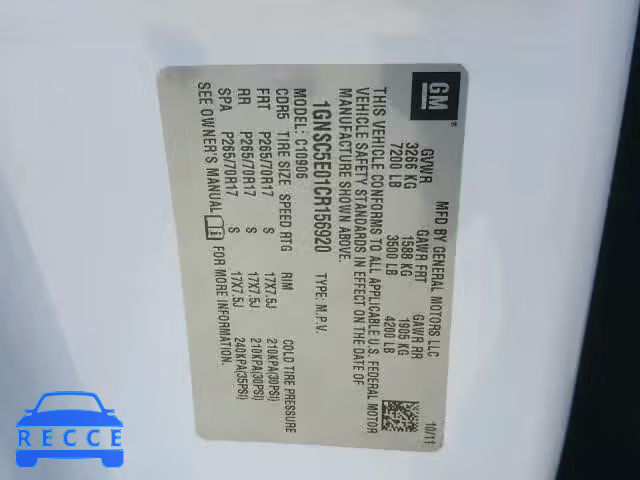 GM
®
MFD BY GENERAL MOTORS LLC
10/11
GVWR GAWR FRT GAWR RR
3266 KG 1588 KG 1905 KG
7200 LB 3500 LB 4200 LB
THIS VEHICLE CONFORMS TO ALL APPLICABLE U.S. FEDERAL MOTOR
VEHICLE SAFETY STANDARDS IN EFFECT ON THE DATE OF
MANUFACTURE SHOWN ABOVE.
1GNSC5E01CR156920 TYPE: M.P.V.
C10906
CDR5 TIRE SIZE SPEED RTG RIM COLD TIRE PRESSURE
FRT P265/70R17 S 17X7.5J 210KPA(30PSI)
RR P265/70R17 S 17X7.5J 210KPA(30PSI)
SPA P265/70R17 S 17X7.5J 240KPA(35PSI)
SEE OWNER'S MANUAL FOR MORE INFORMATION.
RECCE